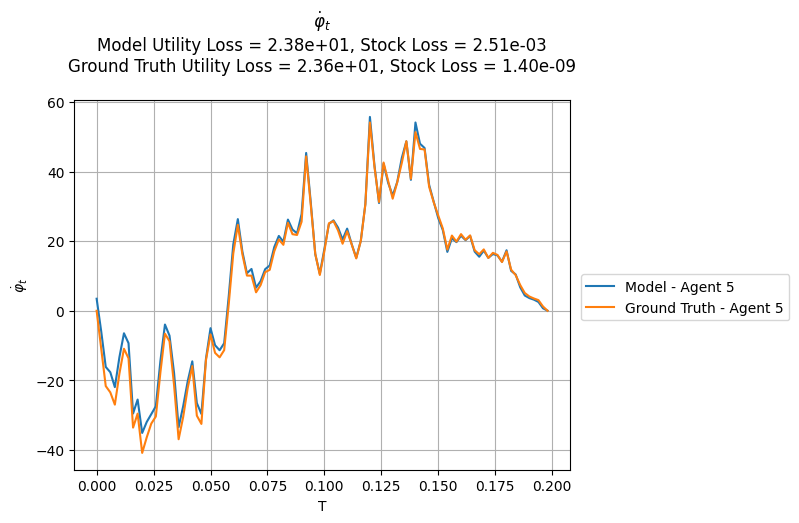 φ̇ₜ
Model Utility Loss = 2.38e+01, Stock Loss = 2.51e-03
Ground Truth Utility Loss = 2.36e+01, Stock Loss = 1.40e-09
60
40
20
0
−20
−40
φ̇ₜ
0.000 0.025 0.050 0.075 0.100 0.125 0.150 0.175 0.200
T
Model - Agent 5
Ground Truth - Agent 5